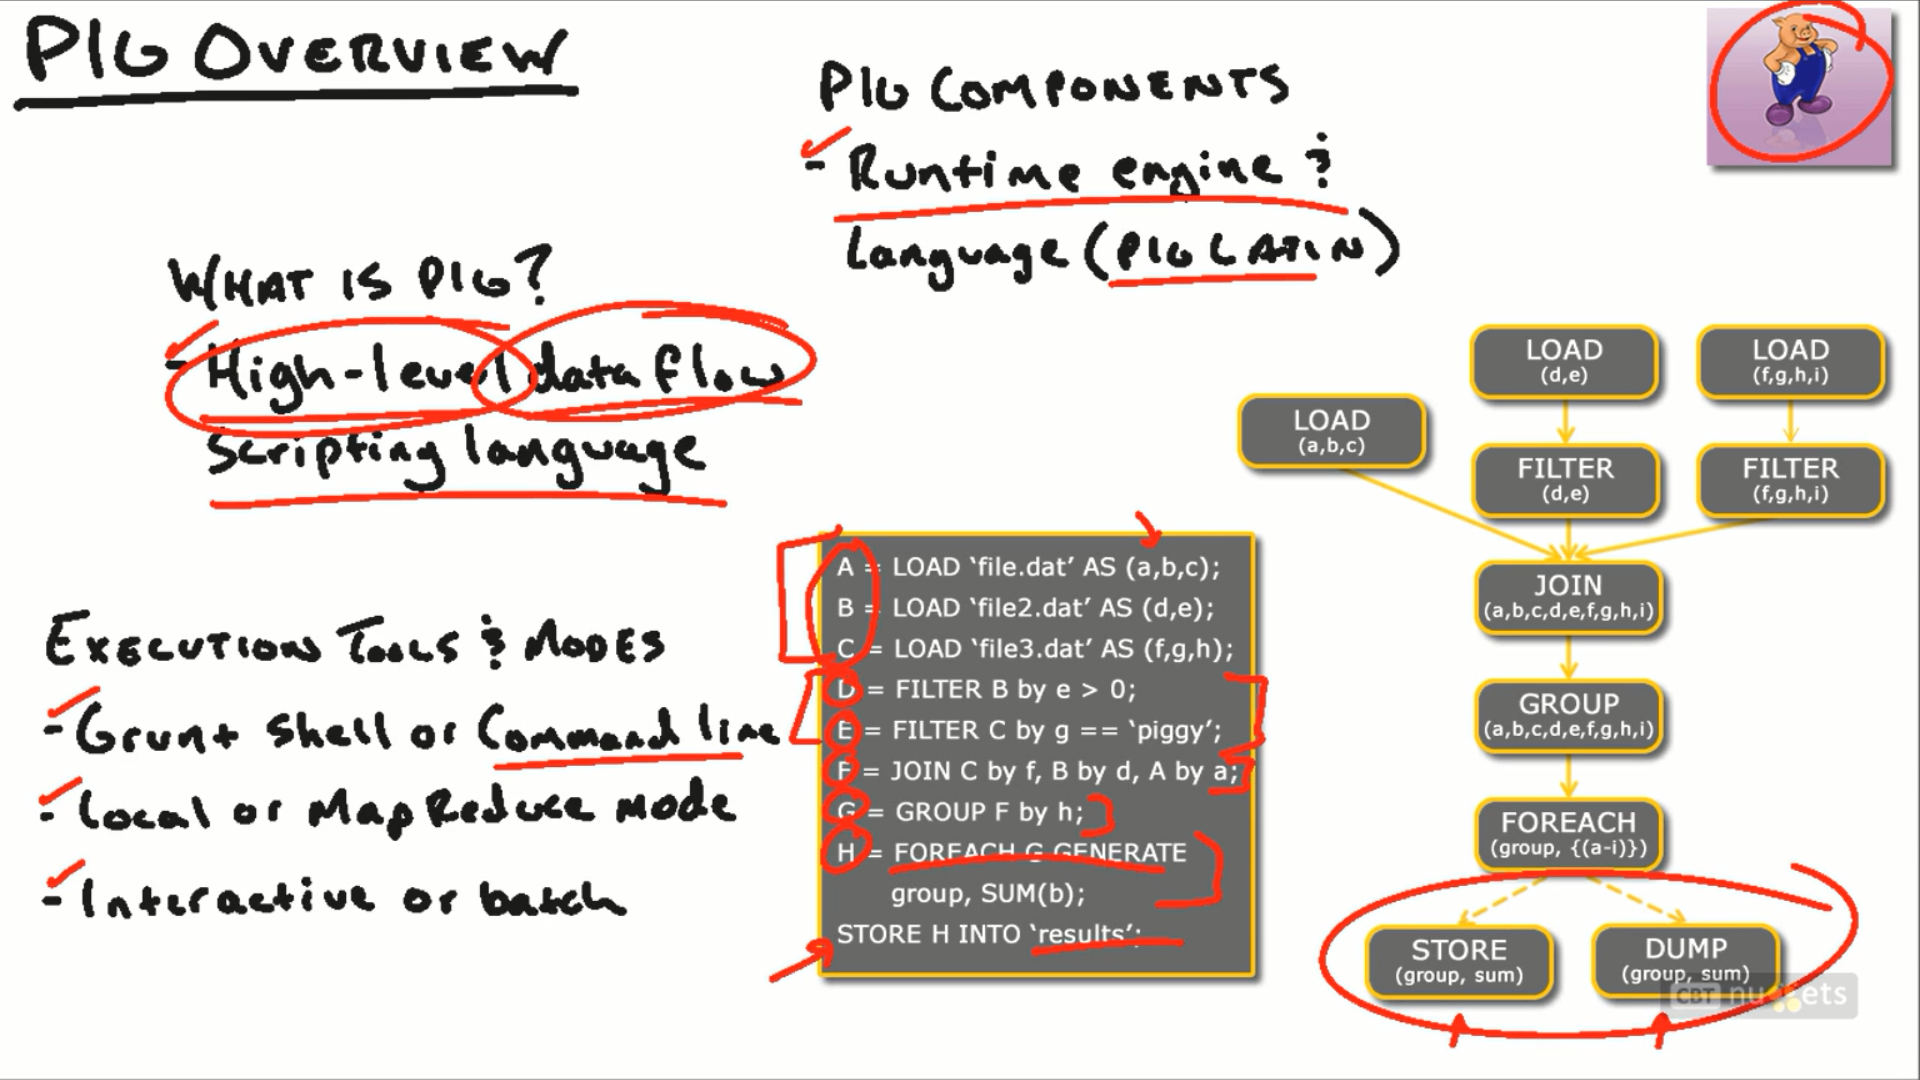 PIG OVERVIEW
PIG COMPONENTS
- Runtime engine &
language (PIG LATIN)
WHAT IS PIG?
- High-level data flow
scripting language
EXECUTION TOOLS & MODES
- Grunt shell or Command line
- Local or MapReduce mode
- Interactive or batch
A = LOAD ‘file.dat’ AS (a,b,c);
B = LOAD ‘file2.dat’ AS (d,e);
C = LOAD ‘file3.dat’ AS (f,g,h);
D = FILTER B by e > 0;
E = FILTER C by g == ‘piggy’;
F = JOIN C by f, B by d, A by a;
G = GROUP F by h;
H = FOREACH G GENERATE
group, SUM(b);
STORE H INTO ‘results’;
LOAD
(a,b,c)
LOAD
(d,e)
LOAD
(f,g,h,i)
FILTER
(d,e)
FILTER
(f,g,h,i)
JOIN
(a,b,c,d,e,f,g,h,i)
GROUP
(a,b,c,d,e,f,g,h,i)
FOREACH
(group, {(a-i)})
STORE
(group, sum)
DUMP
(group, sum)
CBT nuggets